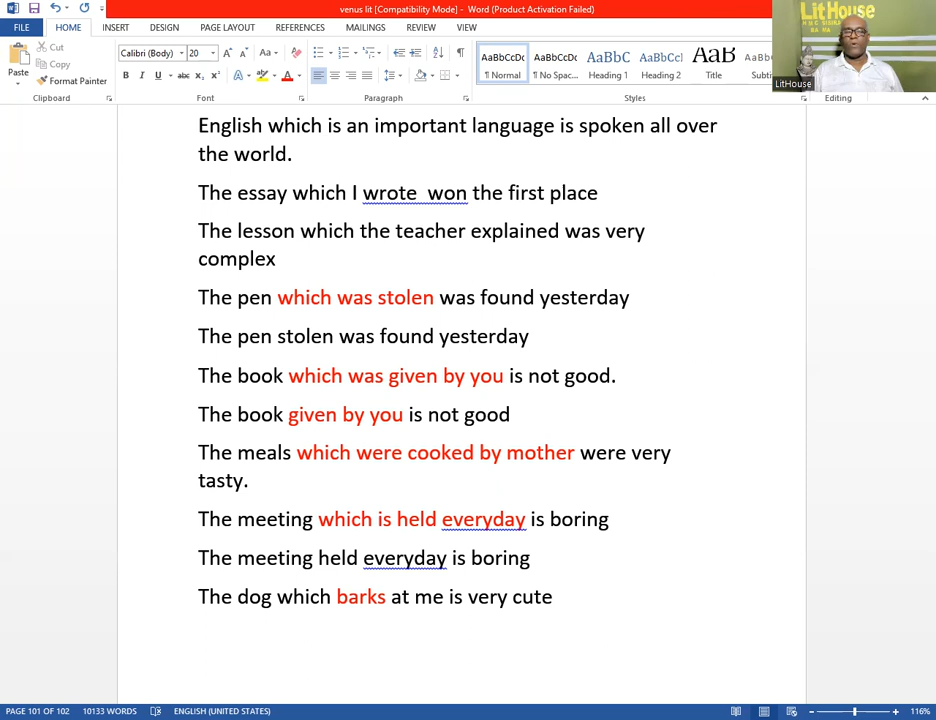 venus lit [Compatibility Mode] - Word (Product Activation Failed)
FILE HOME INSERT DESIGN PAGE LAYOUT REFERENCES MAILINGS REVIEW VIEW
Paste
Cut
Copy
Format Painter
Clipboard
Calibri (Body) 20
Font
Paragraph
AaBbCcDc AaBbCcDc AaBbC AaBbCcl AaB AaBbCcD
¶ Normal ¶ No Spac... Heading 1 Heading 2 Title Subti
Styles
Editing
LitHouse
LitHouse
English which is an important language is spoken all over
the world.
The essay which I wrote  won the first place
The lesson which the teacher explained was very
complex
The pen which was stolen was found yesterday
The pen stolen was found yesterday
The book which was given by you is not good.
The book given by you is not good
The meals which were cooked by mother were very
tasty.
The meeting which is held everyday is boring
The meeting held everyday is boring
The dog which barks at me is very cute
PAGE 101 OF 102 10133 WORDS ENGLISH (UNITED STATES) 116%